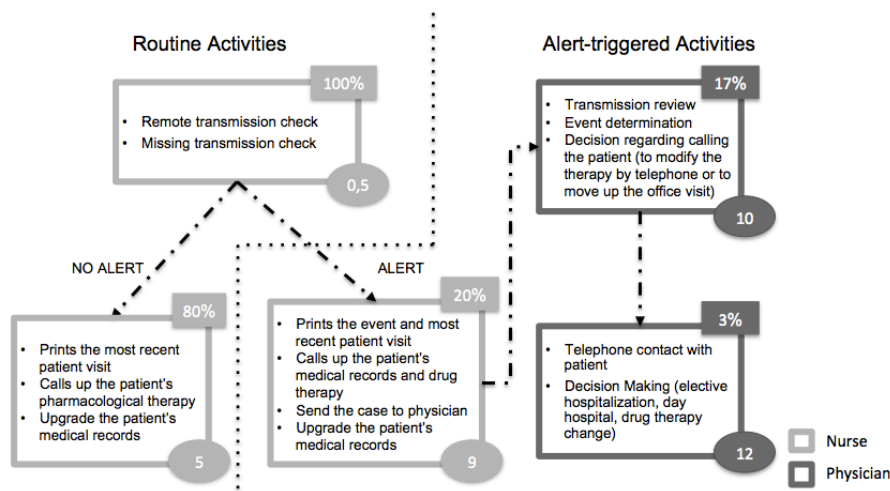 Routine Activities
100%
• Remote transmission check
• Missing transmission check
0,5
NO ALERT
ALERT
80%
• Prints the most recent
patient visit
• Calls up the patient's
pharmacological therapy
• Upgrade the patient's
medical records
5
20%
• Prints the event and most
recent patient visit
• Calls up the patient's
medical records and drug
therapy
• Send the case to physician
• Upgrade the patient's
medical records
9
Alert-triggered Activities
17%
• Transmission review
• Event determination
• Decision regarding calling
the patient (to modify the
therapy by telephone or to
move up the office visit)
10
3%
• Telephone contact with
patient
• Decision Making (elective
hospitalization, day
hospital, drug therapy
change)
12
Nurse
Physician